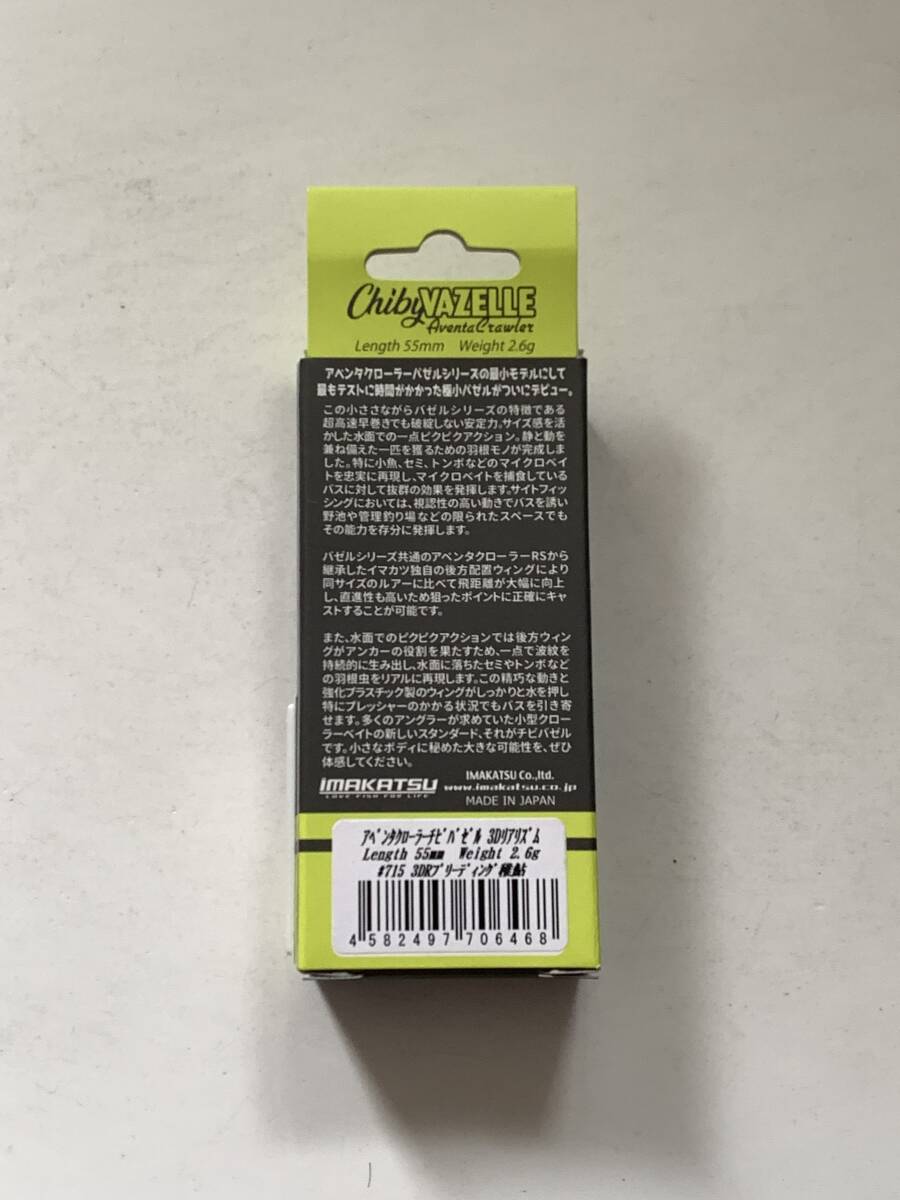 ChibyVAZELLE
AventaCrawler
Length 55mm Weight 2.6g
アベンタクローラーバゼルシリーズの最小モデルにして
最もテストに時間がかかった極小バゼルがついにデビュー。
この小ささながらバゼルシリーズの特徴である
超高速早巻きでも破綻しない安定力。サイズ感を活
かした水面での一点ピクピクアクション。静と動を
兼ね備えた一匹を獲るための羽根モノが完成しまし
た。特に小魚、セミ、トンボなどのマイクロベイ
トを忠実に再現し、マイクロベイトを捕食している
バスに対して抜群の効果を発揮します。サイトフィッ
シングにおいては、視認性の高い動きでバスを誘い
野池や管理釣り場などの限られたスペースでも
その能力を存分に発揮します。
バゼルシリーズ共通のアベンタクローラーRSから
継承したイマカツ独自の後方配置ウィングにより
同サイズのルアーに比べて飛距離が大幅に向上
し、直進性も高いため狙ったポイントに正確にキャ
ストすることが可能です。
また、水面でのピクピクアクションでは後方ウィン
グがアンカーの役割を果たすため、一点で波紋を
持続的に生み出し、水面に落ちたセミやトンボなど
の羽根虫をリアルに再現します。この精巧な動きと
強化プラスチック製のウィングがしっかりと水を押し
特にプレッシャーのかかる状況でもバスを引き寄
せます。多くのアングラーが求めていた小型クロー
ラーベイトの新しいスタンダード、それがチビバゼル
です。小さなボディに秘めた大きな可能性を、ぜひ
体感してください。
IMAKATSU Co.,ltd.
IMAKATSU www.imakatsu.co.jp
LOVE FISH FOR LIFE
MADE IN JAPAN
ｱﾍﾞﾝﾀｸﾛｰﾗｰﾁﾋﾞﾊﾞｾﾞﾙ 3Dﾘｱﾘｽﾞﾑ
Length 55mm Weight 2.6g
#715 3DRﾌﾞﾘｰﾃﾞｨﾝｸﾞ稚鮎
4 582497 706468